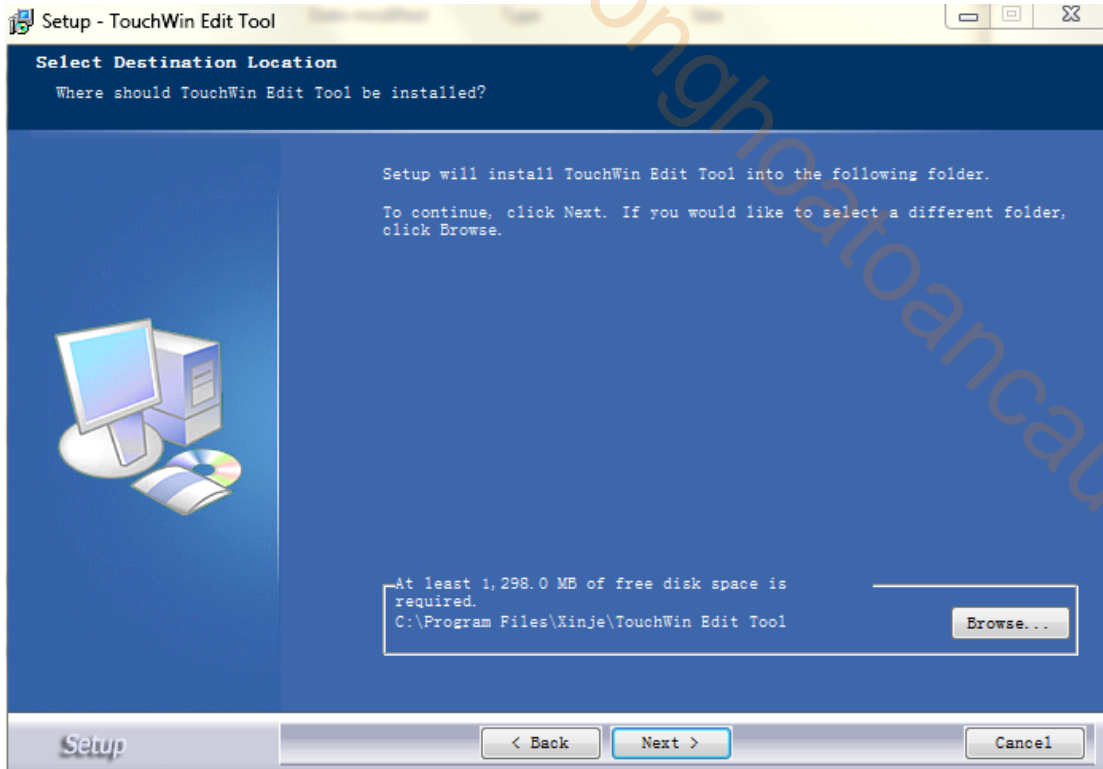 Setup - TouchWin Edit Tool
Select Destination Location
Where should TouchWin Edit Tool be installed?
Setup will install TouchWin Edit Tool into the following folder.
To continue, click Next. If you would like to select a different folder,
click Browse.
At least 1,298.0 MB of free disk space is
required.
C:\Program Files\Xinje\TouchWin Edit Tool
Browse...
Setup
< Back
Next >
Cancel